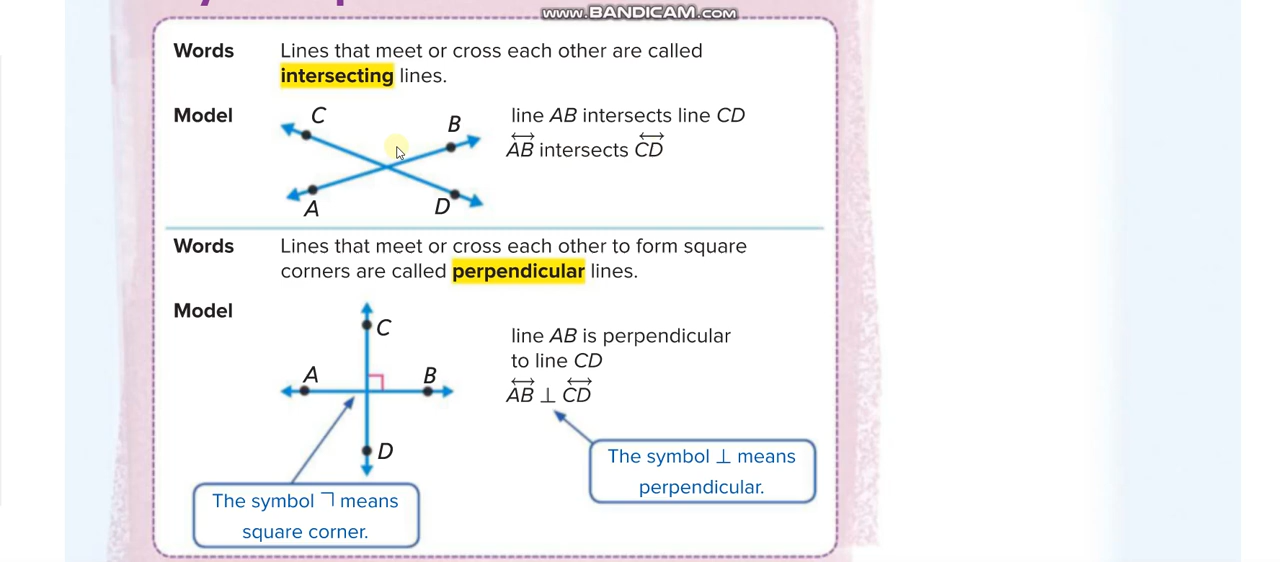 www.BANDICAM.com
Words
Lines that meet or cross each other are called
intersecting lines.
Model
C
B
A
D
line AB intersects line CD
AB intersects CD
Words
Lines that meet or cross each other to form square
corners are called perpendicular lines.
Model
C
A
B
D
line AB is perpendicular
to line CD
AB ⊥ CD
The symbol ⊥ means
perpendicular.
The symbol ㄱ means
square corner.